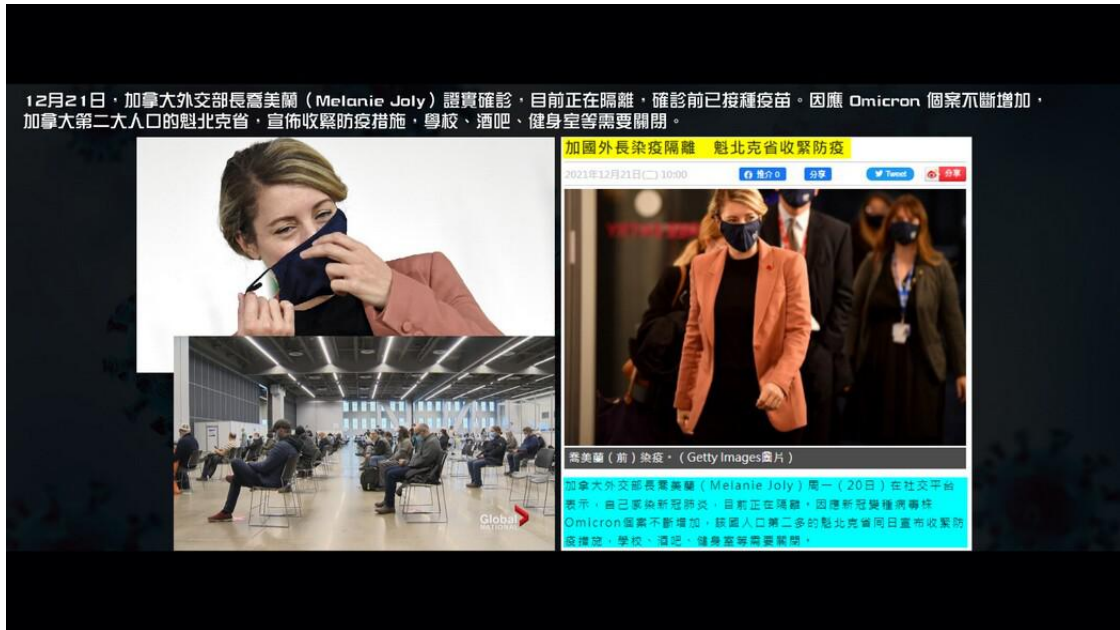 12月21日，加拿大外交部長喬美蘭（Melanie Joly）證實確診，目前正在隔離，確診前已接種疫苗。因應 Omicron 個案不斷增加，
加拿大第二大人口的魁北克省，宣佈收緊防疫措施，學校、酒吧、健身室等需要關閉。
加國外長染疫隔離　魁北克省收緊防疫
2021年12月21日 10:00
推介 0
分享
Tweet
分享
喬美蘭（前）染疫。（Getty Images圖片）
加拿大外交部長喬美蘭（Melanie Joly）周一（20日）在社交平台
表示，自己感染新冠肺炎，目前正在隔離。因應新冠變種病毒株
Omicron個案不斷增加，該國人口第二多的魁北克省同日宣布收緊防
疫措施，學校、酒吧、健身室等需要關閉。
Global
NATIONAL